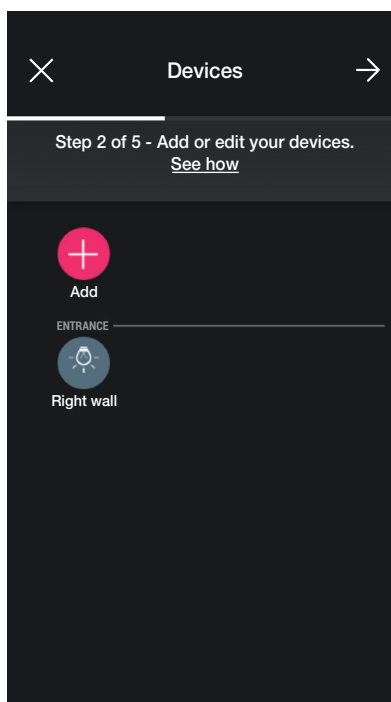 Devices
Step 2 of 5 - Add or edit your devices.
See how
Add
ENTRANCE
Right wall